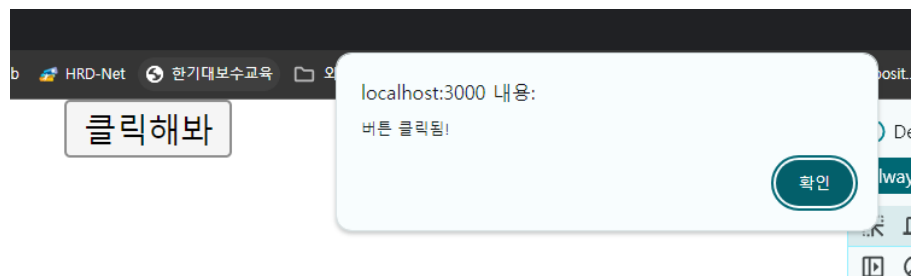 HRD-Net
한기대보수교육
클릭해봐
localhost:3000 내용:
버튼 클릭됨!
확인